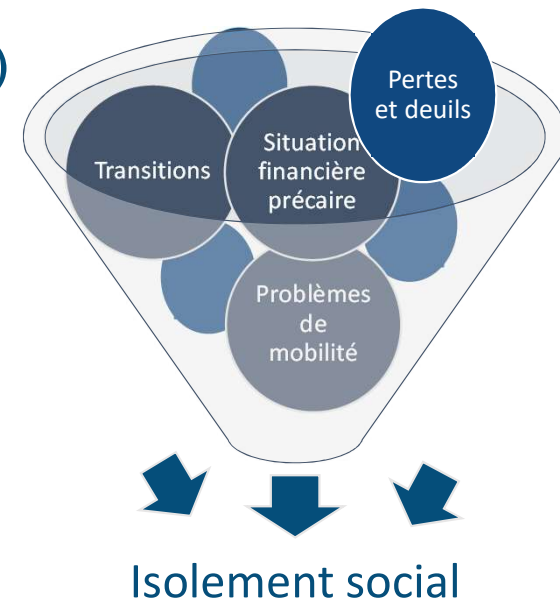 )
Pertes
et deuils
Transitions
Situation
financière
précaire
Problèmes
de
mobilité
Isolement social